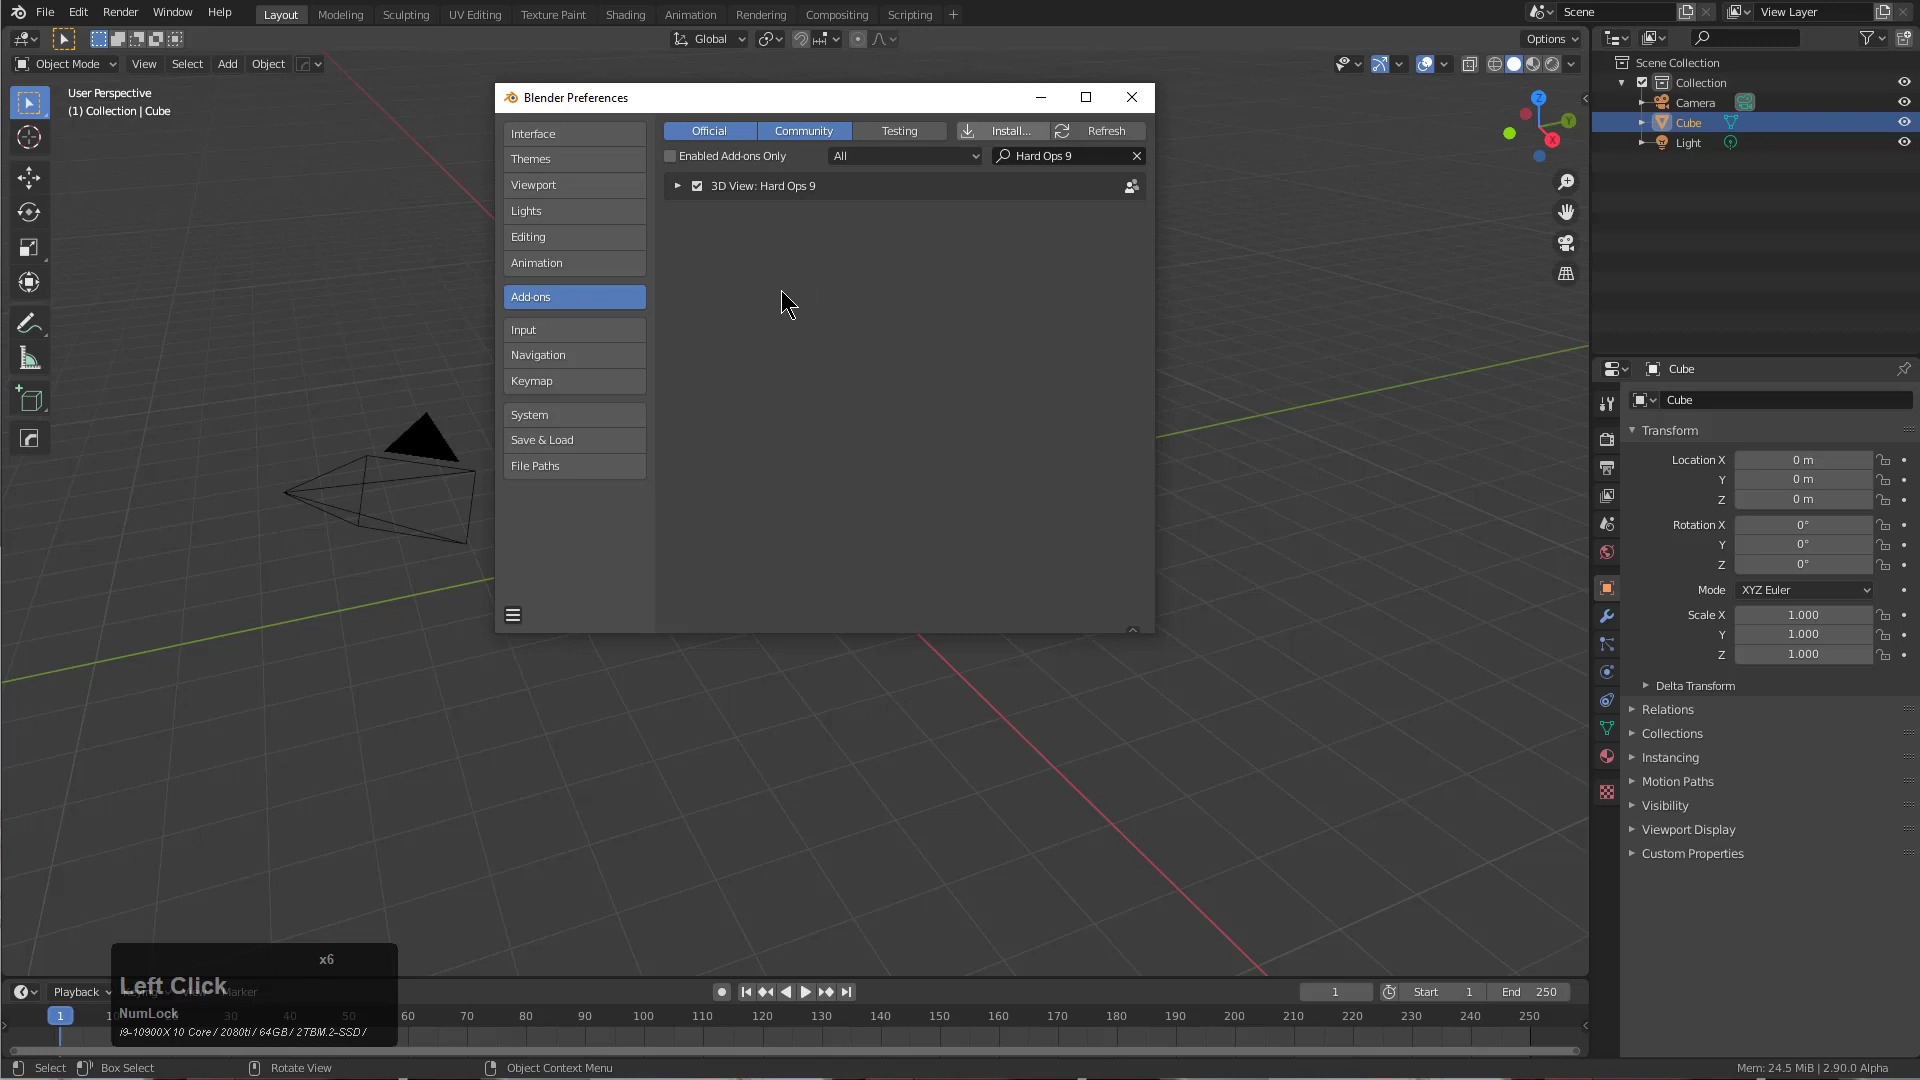 File Edit Render Window Help
Layout Modeling Sculpting UV Editing Texture Paint Shading Animation Rendering Compositing Scripting
Scene
View Layer
Global
Options
Object Mode View Select Add Object
User Perspective
(1) Collection | Cube
Z
Y
X
Blender Preferences
Interface
Themes
Viewport
Lights
Editing
Animation
Add-ons
Input
Navigation
Keymap
System
Save & Load
File Paths
Official Community Testing Install... Refresh
Enabled Add-ons Only All Hard Ops 9
3D View: Hard Ops 9
Scene Collection
Collection
Camera
Cube
Light
Cube
Cube
Transform
Location X 0 m
Y 0 m
Z 0 m
Rotation X 0°
Y 0°
Z 0°
Mode XYZ Euler
Scale X 1.000
Y 1.000
Z 1.000
Delta Transform
Relations
Collections
Instancing
Motion Paths
Visibility
Viewport Display
Custom Properties
x6
Left Click
NumLock
i9-10900X 10 Core / 2080ti / 64GB / 2TBM.2-SSD /
Playback Marker
1 Start 1 End 250
1 30 40 50 60 70 80 90 100 110 120 130 140 150 160 170 180 190 200 210 220 230 240 250
Select Box Select Rotate View Object Context Menu
Mem: 24.5 MiB | 2.90.0 Alpha